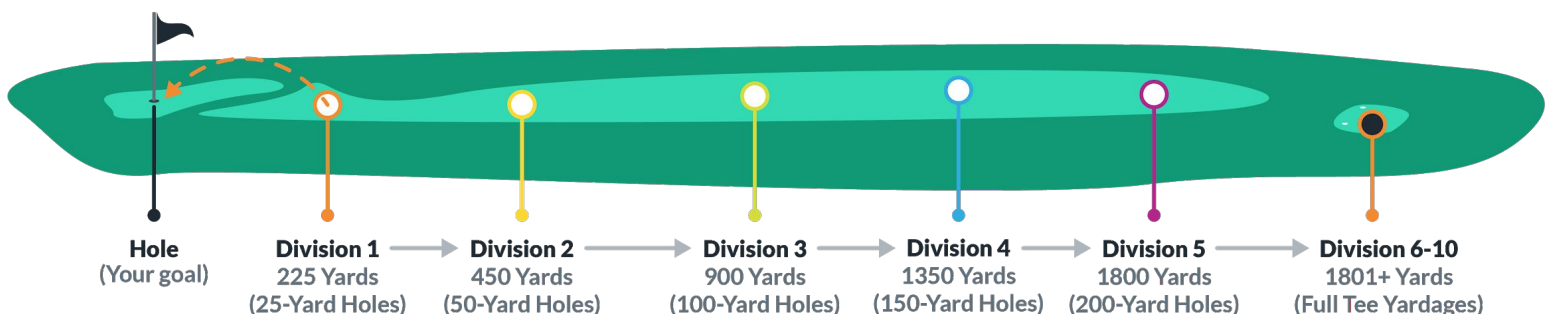 Hole
(Your goal)
Division 1
225 Yards
(25-Yard Holes)
Division 2
450 Yards
(50-Yard Holes)
Division 3
900 Yards
(100-Yard Holes)
Division 4
1350 Yards
(150-Yard Holes)
Division 5
1800 Yards
(200-Yard Holes)
Division 6-10
1801+ Yards
(Full Tee Yardages)